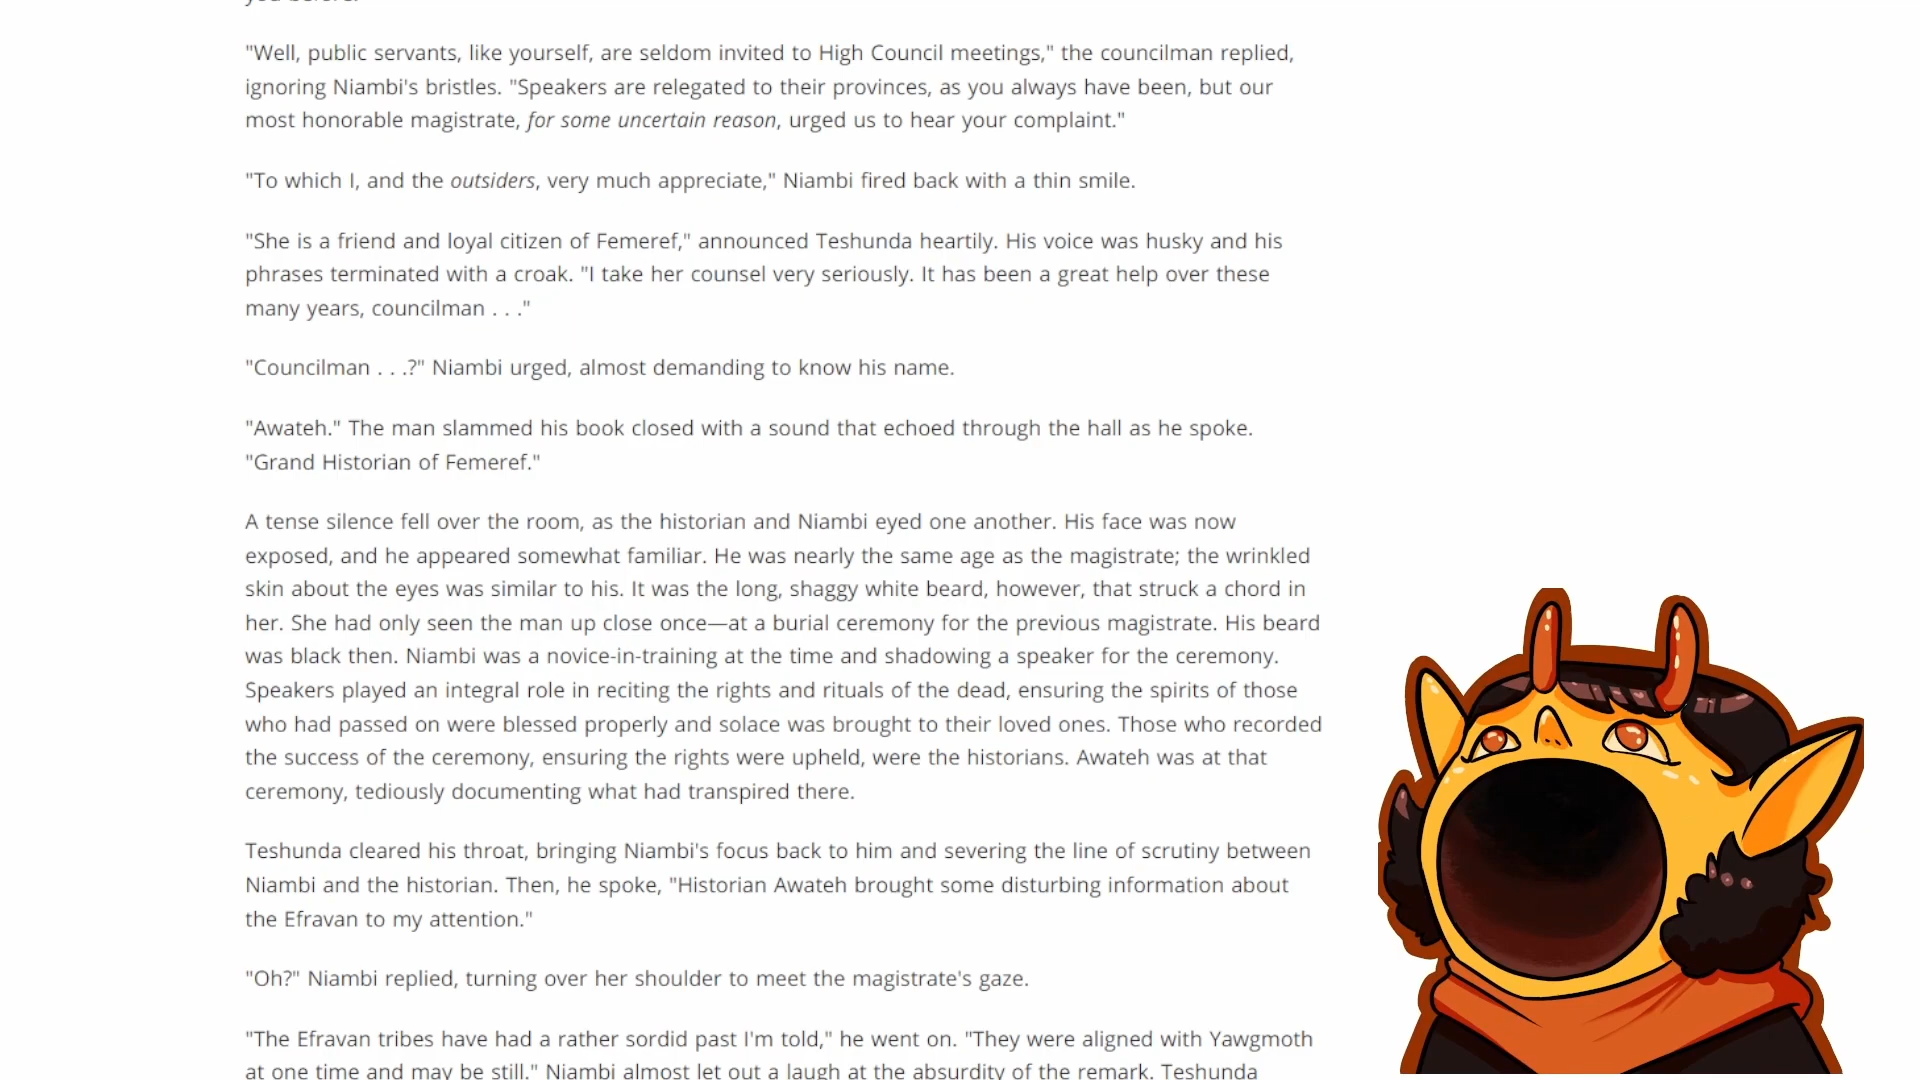 "Well, public servants, like yourself, are seldom invited to High Council meetings," the councilman replied,
ignoring Niambi's bristles. "Speakers are relegated to their provinces, as you always have been, but our
most honorable magistrate, for some uncertain reason, urged us to hear your complaint."
"To which I, and the outsiders, very much appreciate," Niambi fired back with a thin smile.
"She is a friend and loyal citizen of Femeref," announced Teshunda heartily. His voice was husky and his
phrases terminated with a croak. "I take her counsel very seriously. It has been a great help over these
many years, councilman . . ."
"Councilman . . .?" Niambi urged, almost demanding to know his name.
"Awateh." The man slammed his book closed with a sound that echoed through the hall as he spoke.
"Grand Historian of Femeref."
A tense silence fell over the room, as the historian and Niambi eyed one another. His face was now
exposed, and he appeared somewhat familiar. He was nearly the same age as the magistrate; the wrinkled
skin about the eyes was similar to his. It was the long, shaggy white beard, however, that struck a chord in
her. She had only seen the man up close once—at a burial ceremony for the previous magistrate. His beard
was black then. Niambi was a novice-in-training at the time and shadowing a speaker for the ceremony.
Speakers played an integral role in reciting the rights and rituals of the dead, ensuring the spirits of those
who had passed on were blessed properly and solace was brought to their loved ones. Those who recorded
the success of the ceremony, ensuring the rights were upheld, were the historians. Awateh was at that
ceremony, tediously documenting what had transpired there.
Teshunda cleared his throat, bringing Niambi's focus back to him and severing the line of scrutiny between
Niambi and the historian. Then, he spoke, "Historian Awateh brought some disturbing information about
the Efravan to my attention."
"Oh?" Niambi replied, turning over her shoulder to meet the magistrate's gaze.
"The Efravan tribes have had a rather sordid past I'm told," he went on. "They were aligned with Yawgmoth
at one time and may be still." Niambi almost let out a laugh at the absurdity of the remark. Teshunda